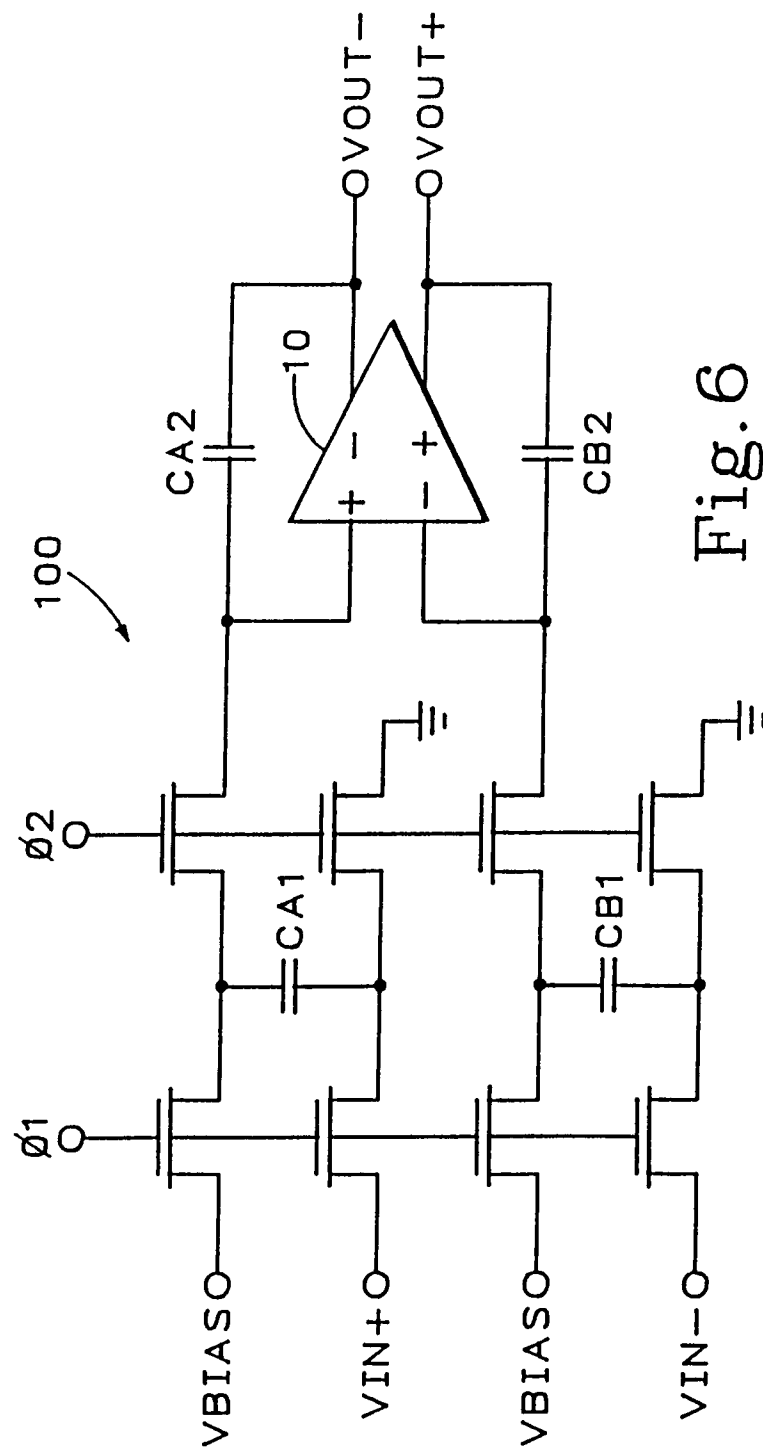 100
Ø1
Ø2
CA2
10
VBIAS
VIN+
VBIAS
VIN-
CA1
CB1
+ -
- +
VOUT-
VOUT+
CB2
Fig.6